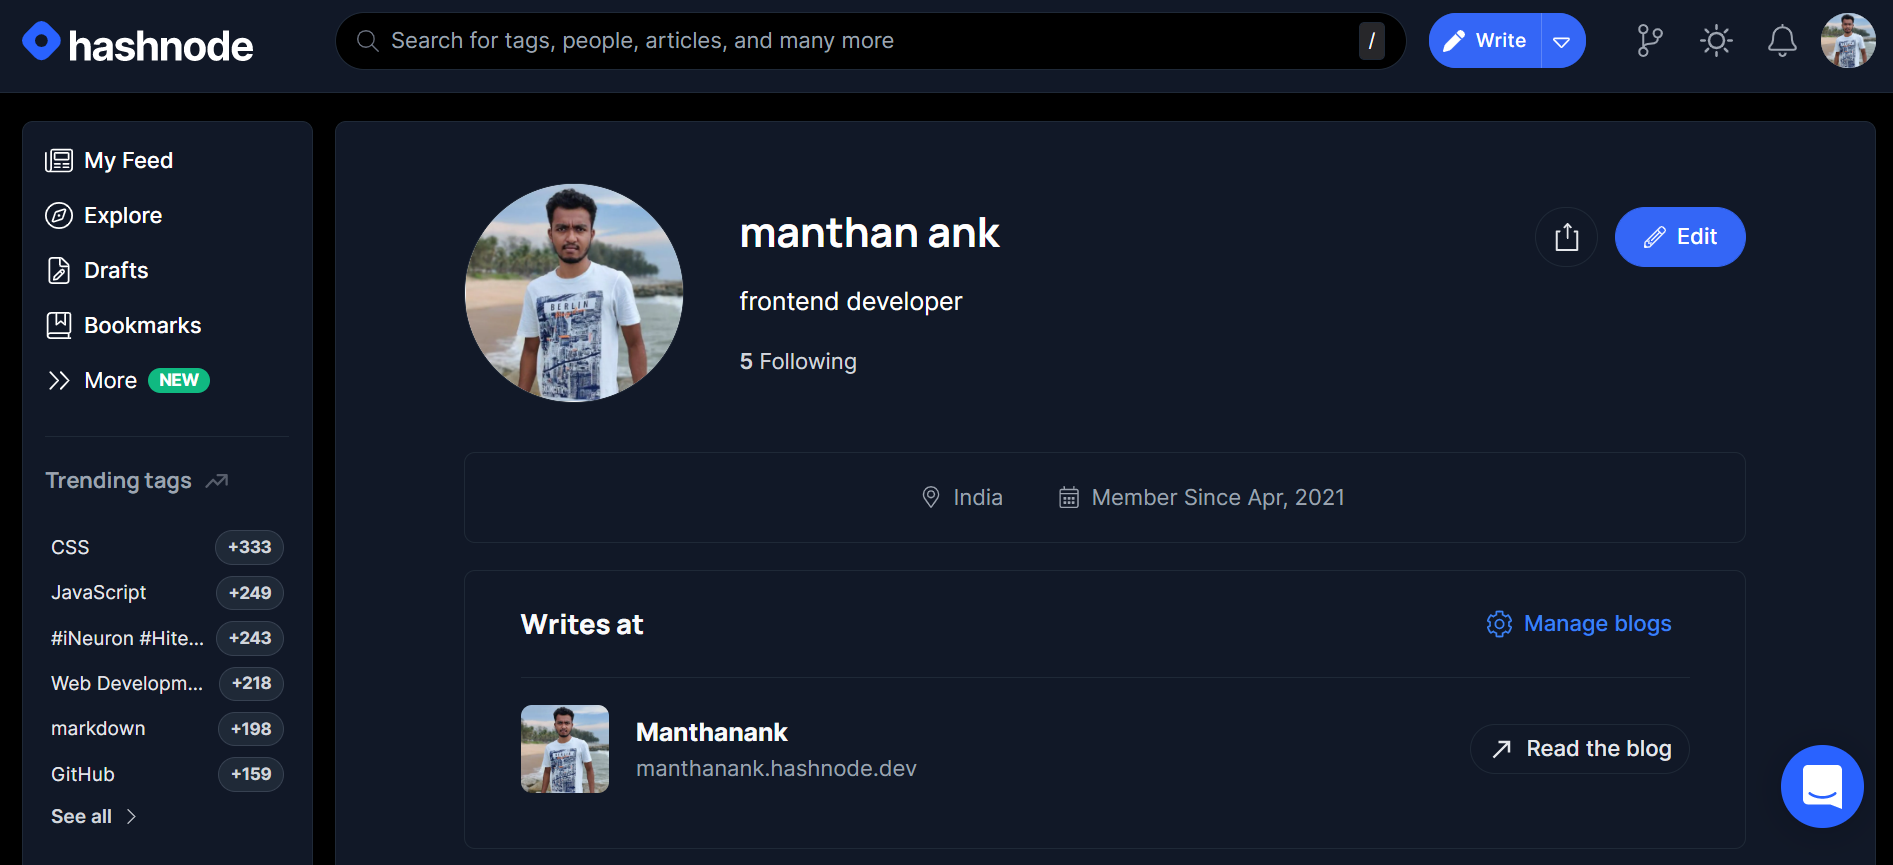 hashnode
Search for tags, people, articles, and many more
/
Write
My Feed
Explore
Drafts
Bookmarks
More NEW
Trending tags
CSS +333
JavaScript +249
#iNeuron #Hite... +243
Web Developm... +218
markdown +198
GitHub +159
See all
manthan ank
Edit
frontend developer
5 Following
BERLIN
India
Member Since Apr, 2021
Writes at
Manage blogs
Manthanank
manthanank.hashnode.dev
Read the blog